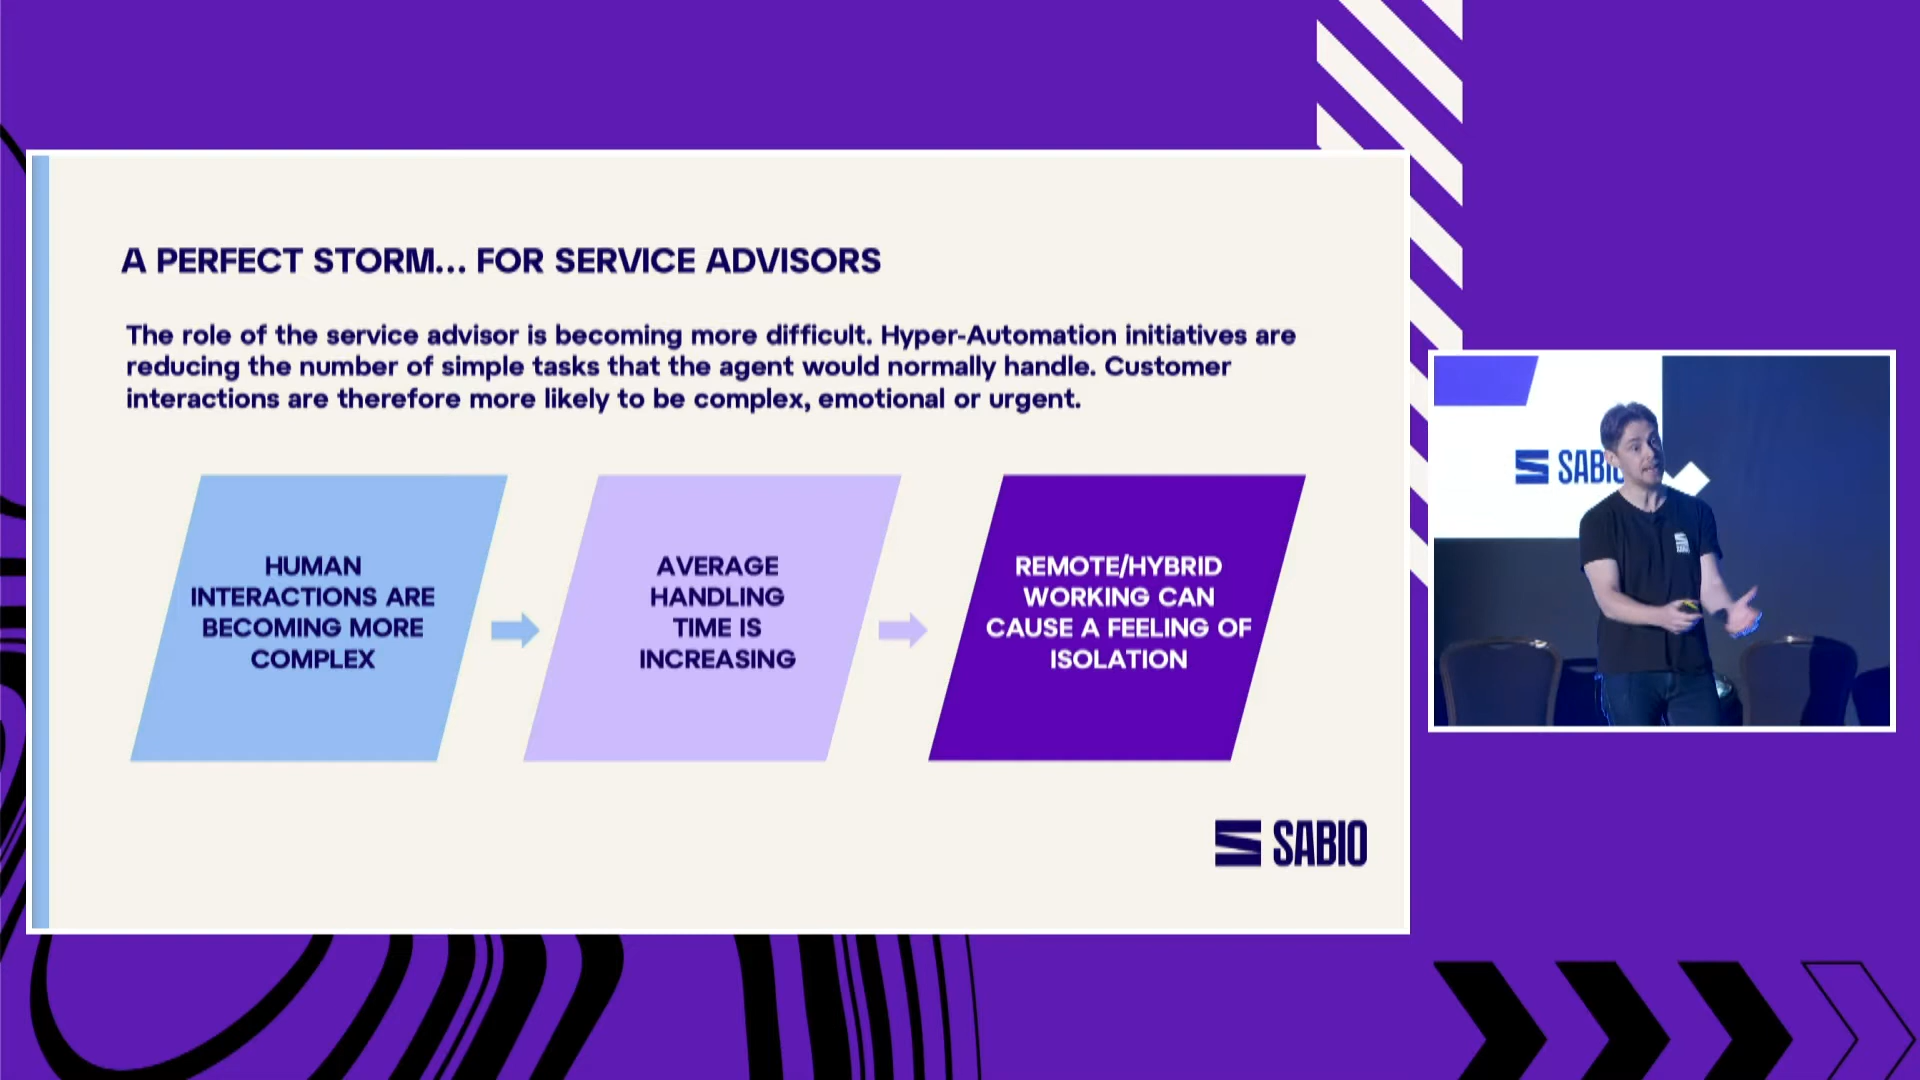 A PERFECT STORM... FOR SERVICE ADVISORS
The role of the service advisor is becoming more difficult. Hyper-Automation initiatives are
reducing the number of simple tasks that the agent would normally handle. Customer
interactions are therefore more likely to be complex, emotional or urgent.
HUMAN
INTERACTIONS ARE
BECOMING MORE
COMPLEX
AVERAGE
HANDLING
TIME IS
INCREASING
REMOTE/HYBRID
WORKING CAN
CAUSE A FEELING OF
ISOLATION
SABIO
SABIO